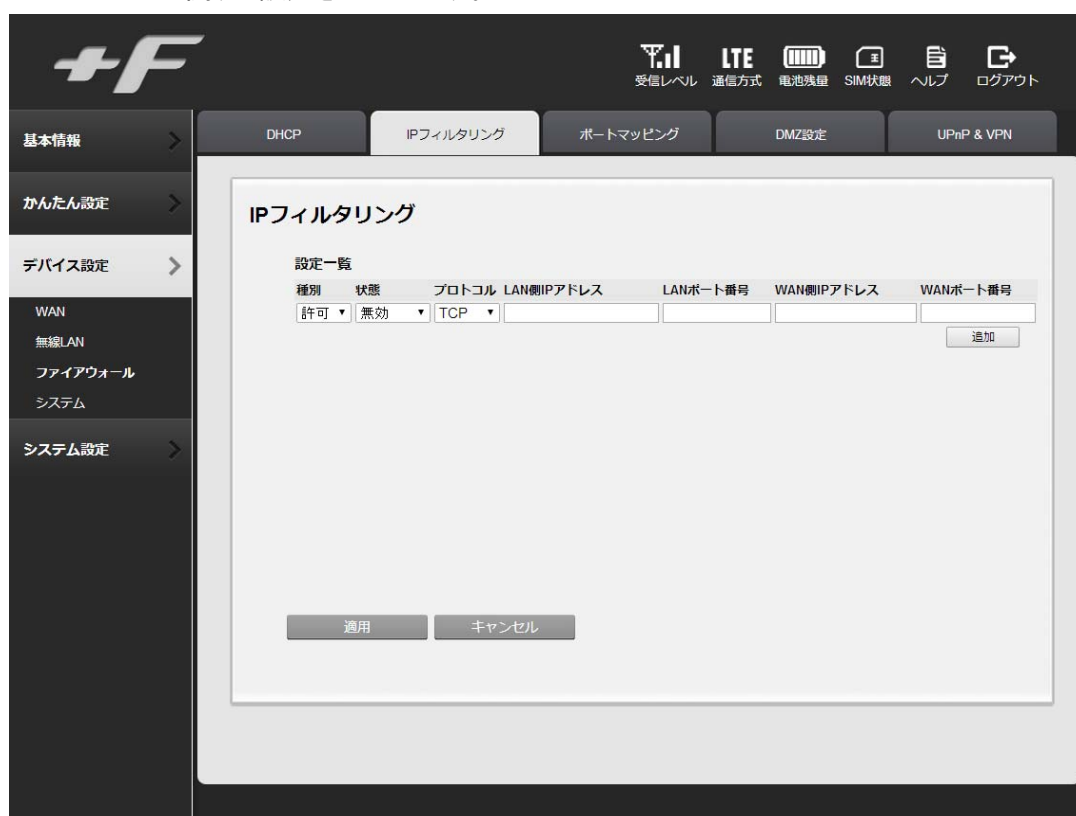 +F
受信レベル
LTE
通信方式
電池残量
SIM状態
ヘルプ
ログアウト
基本情報
かんたん設定
デバイス設定
WAN
無線LAN
ファイアウォール
システム
システム設定
DHCP
IPフィルタリング
ポートマッピング
DMZ設定
UPnP & VPN
IPフィルタリング
設定一覧
種別 状態 プロトコル LAN側IPアドレス LANポート番号 WAN側IPアドレス WANポート番号
許可 無効 TCP
追加
適用 キャンセル